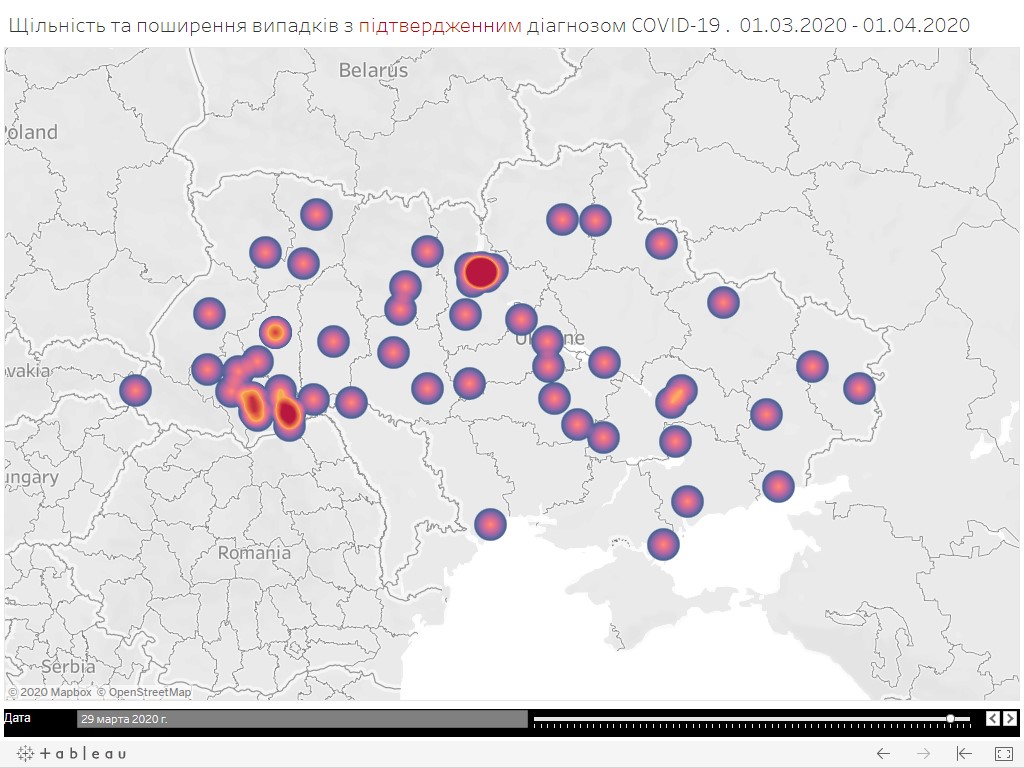 Щільність та поширення випадків з підтвердженним діагнозом COVID-19 . 01.03.2020 - 01.04.2020
Belarus
Poland
Ukraine
vakia
ungary
Romania
Serbia
© 2020 Mapbox © OpenStreetMap
Дата
29 марта 2020 г.
+ableau